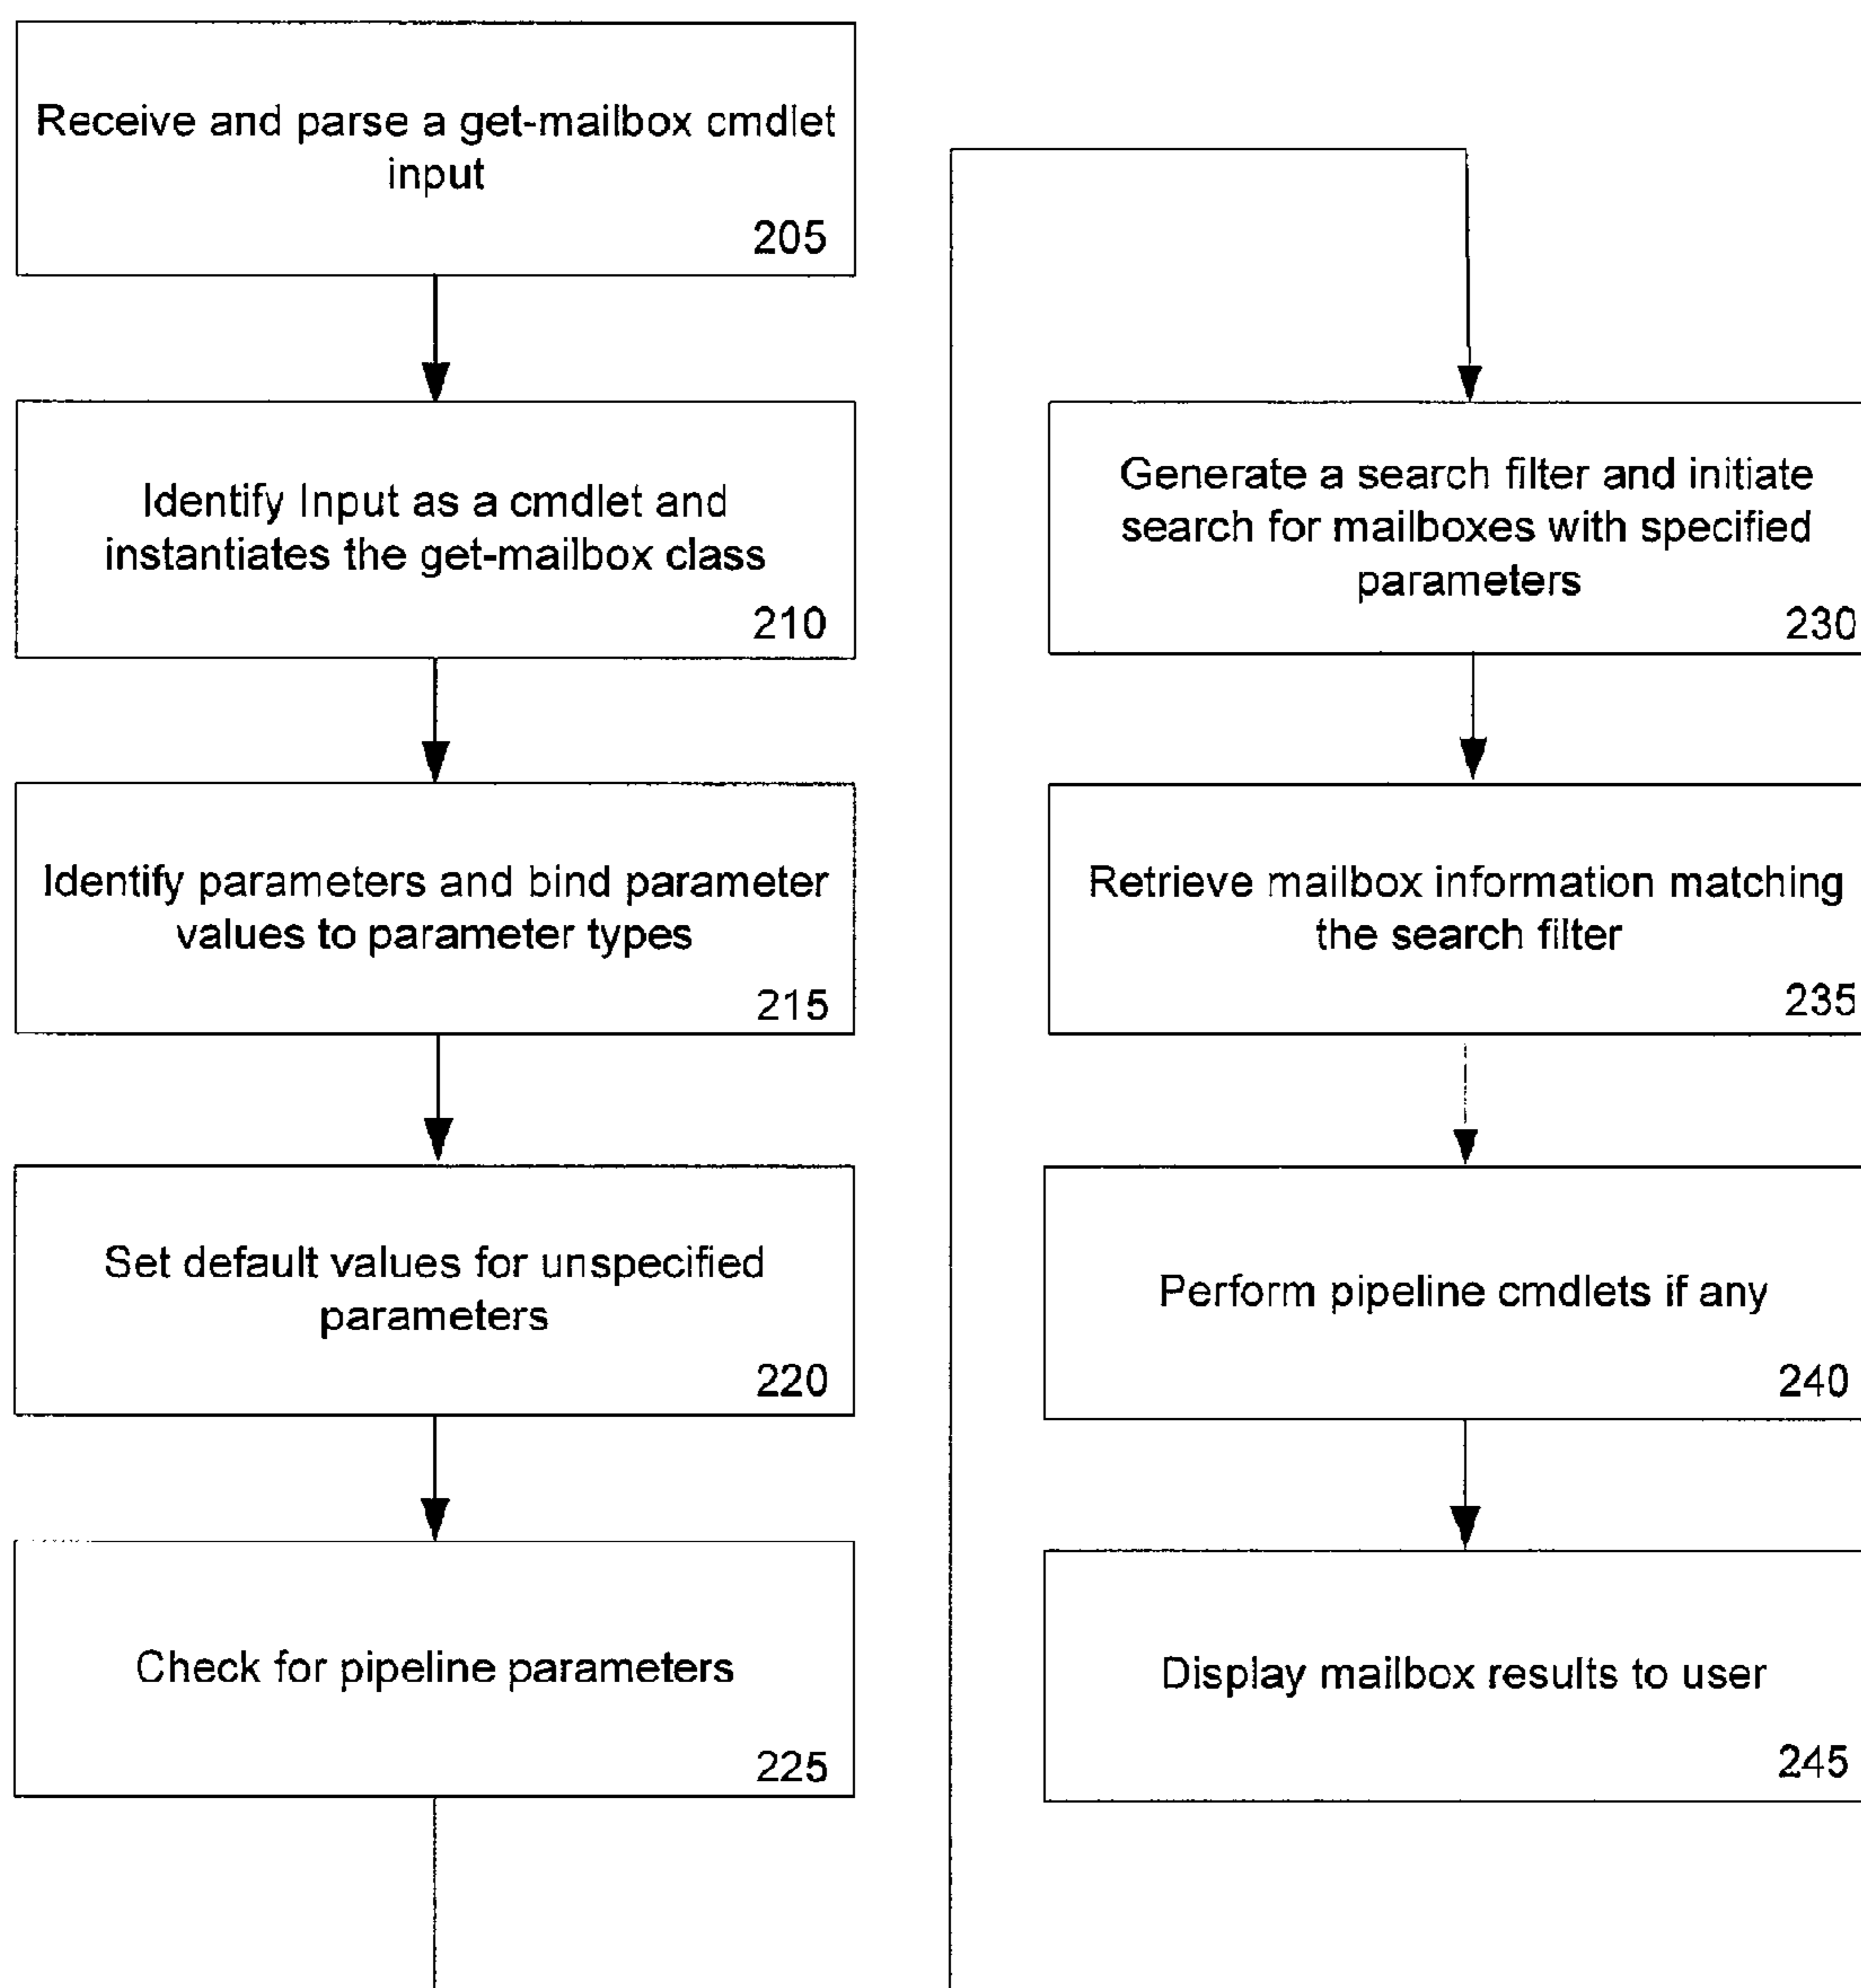 Receive and parse a get-mailbox cmdlet
input
205
Identify Input as a cmdlet and
instantiates the get-mailbox class
210
Identify parameters and bind parameter
values to parameter types
215
Set default values for unspecified
parameters
220
Check for pipeline parameters
225
Generate a search filter and initiate
search for mailboxes with specified
parameters
230
Retrieve mailbox information matching
the search filter
235
Perform pipeline cmdlets if any
240
Display mailbox results to user
245